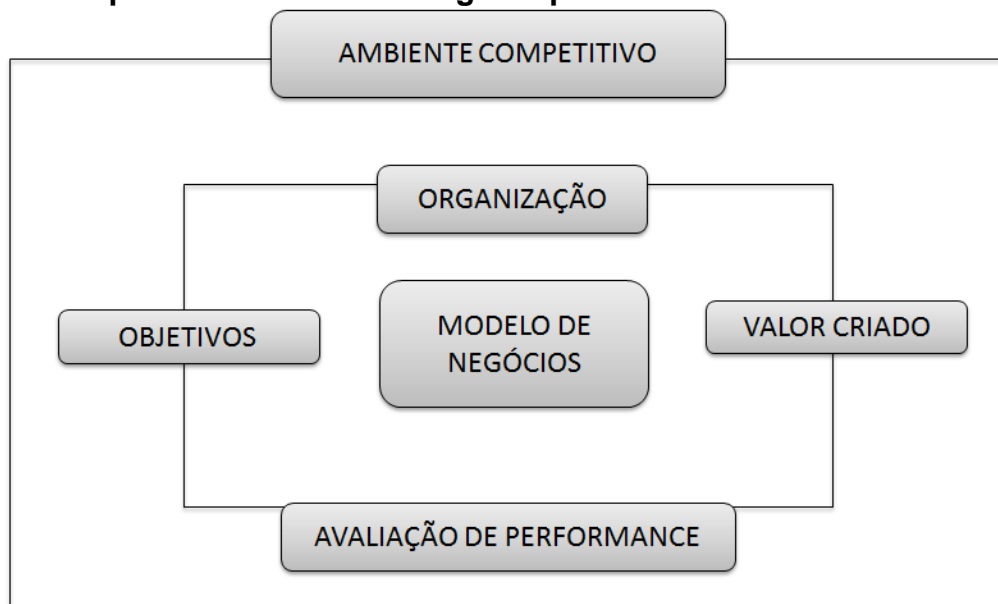 AMBIENTE COMPETITIVO
ORGANIZAÇÃO
OBJETIVOS
MODELO DE
NEGÓCIOS
VALOR CRIADO
AVALIAÇÃO DE PERFORMANCE